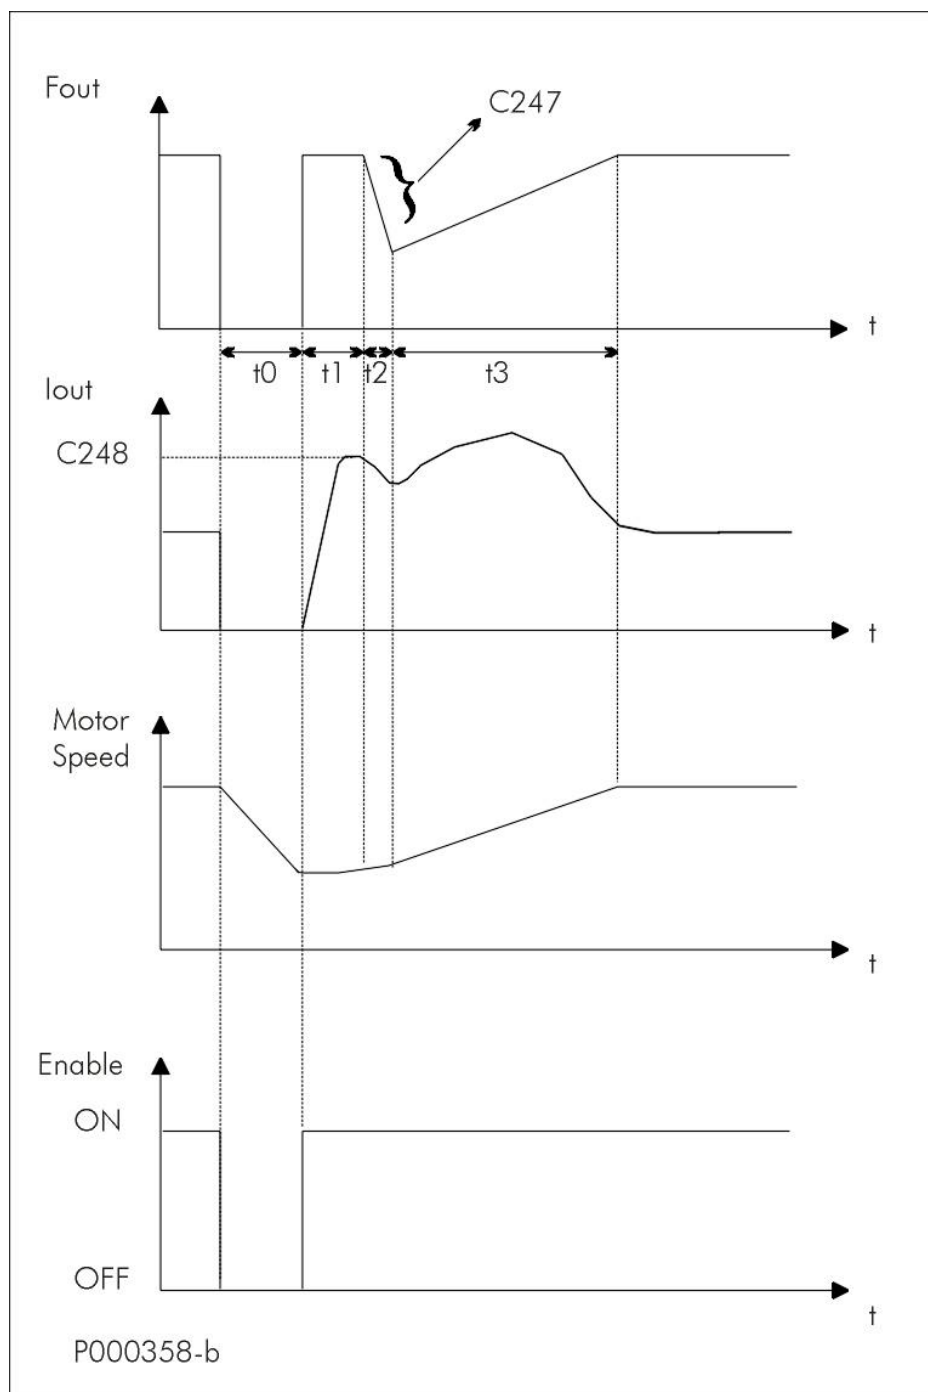 Fout
C247
t
t0 t1 t2 t3
Iout
C248
t
Motor
Speed
t
Enable
ON
OFF
t
P000358-b